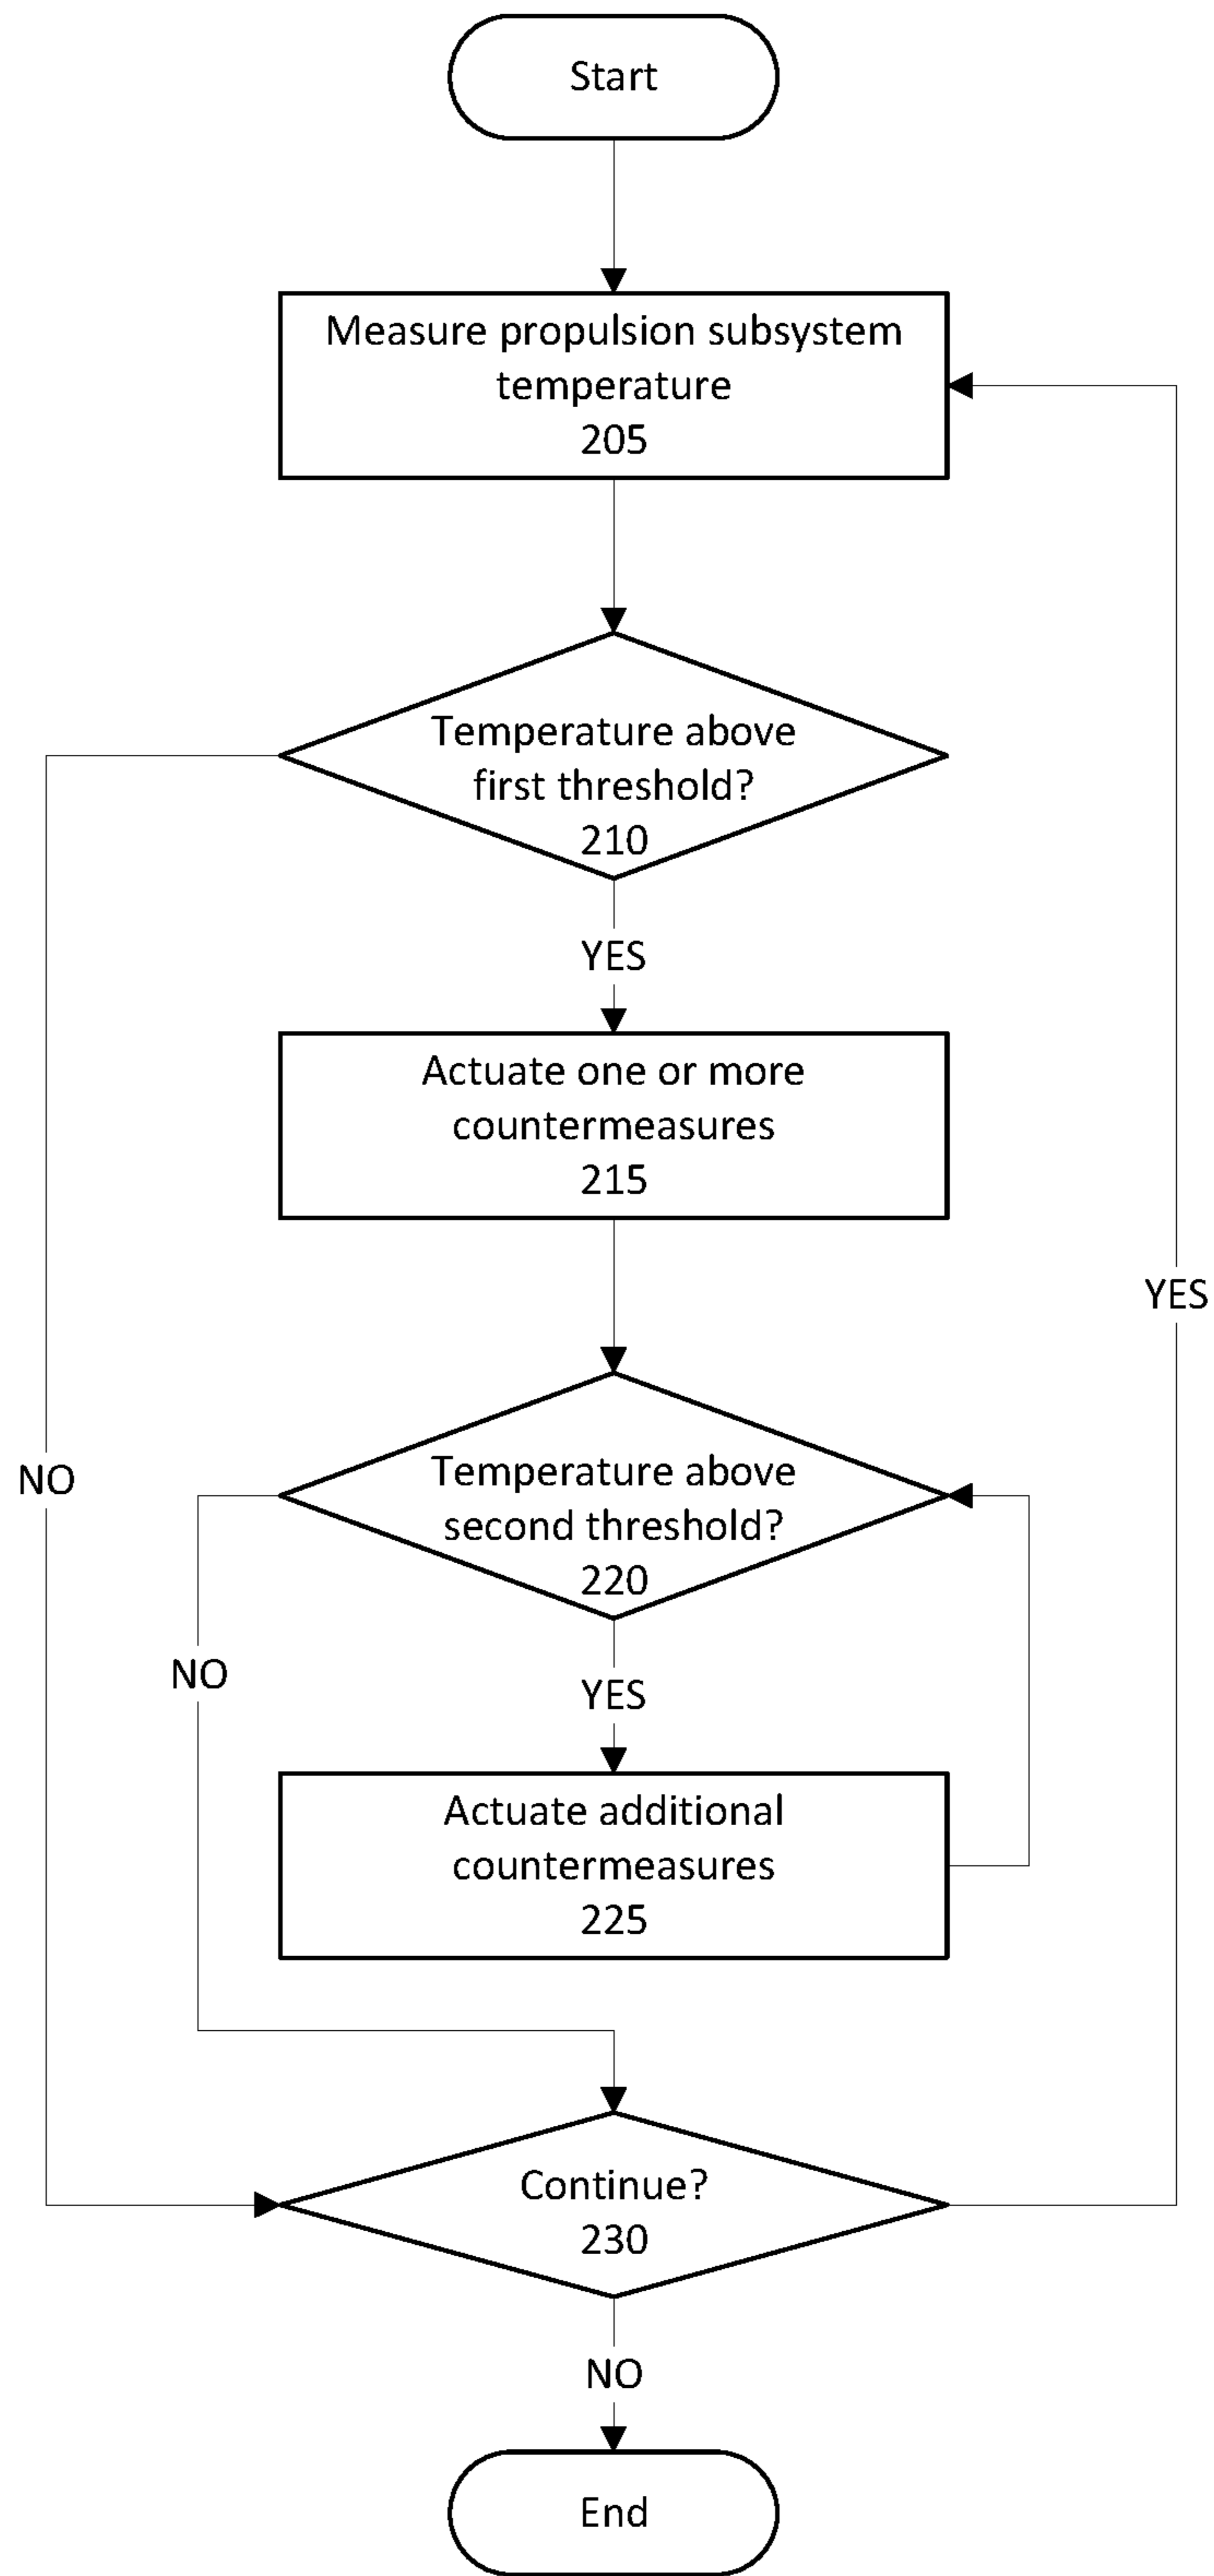 Start
Measure propulsion subsystem
temperature
205
Temperature above
first threshold?
210
YES
Actuate one or more
countermeasures
215
YES
Temperature above
second threshold?
220
NO
NO
YES
Actuate additional
countermeasures
225
Continue?
230
NO
End